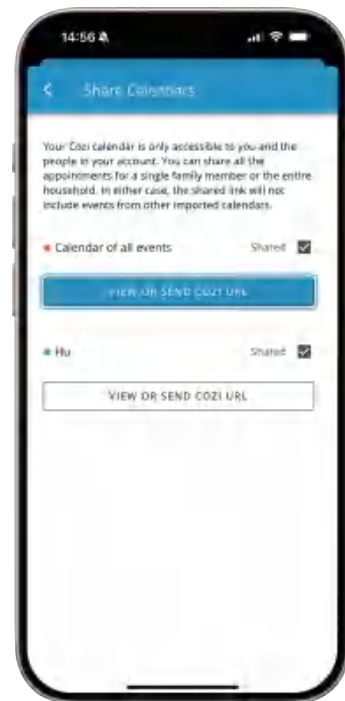 14:56
Share Calendars
Your Cozi calendar is only accessible to you and the
people in your account. You can share all the
appointments for a single family member or the entire
household. In either case, the shared link will not
include events from other imported calendars.
Calendar of all events Shared
VIEW OR SEND COZI URL
Hu Shared
VIEW OR SEND COZI URL